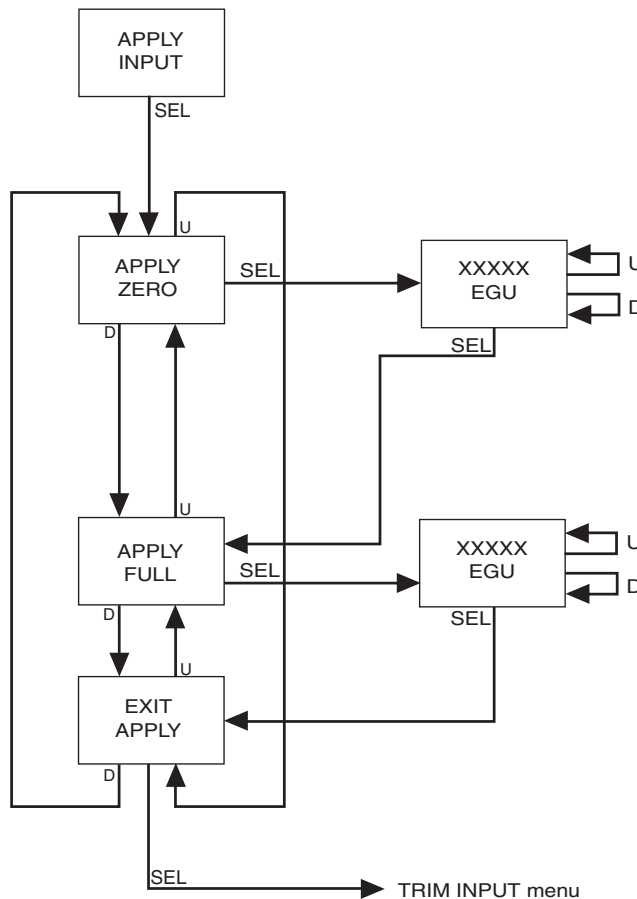 APPLY
INPUT
SEL
U
APPLY
ZERO
SEL
XXXXX
EGU
U
D
D
SEL
U
APPLY
FULL
SEL
XXXXX
EGU
U
D
D
SEL
U
EXIT
APPLY
D
SEL
TRIM INPUT menu